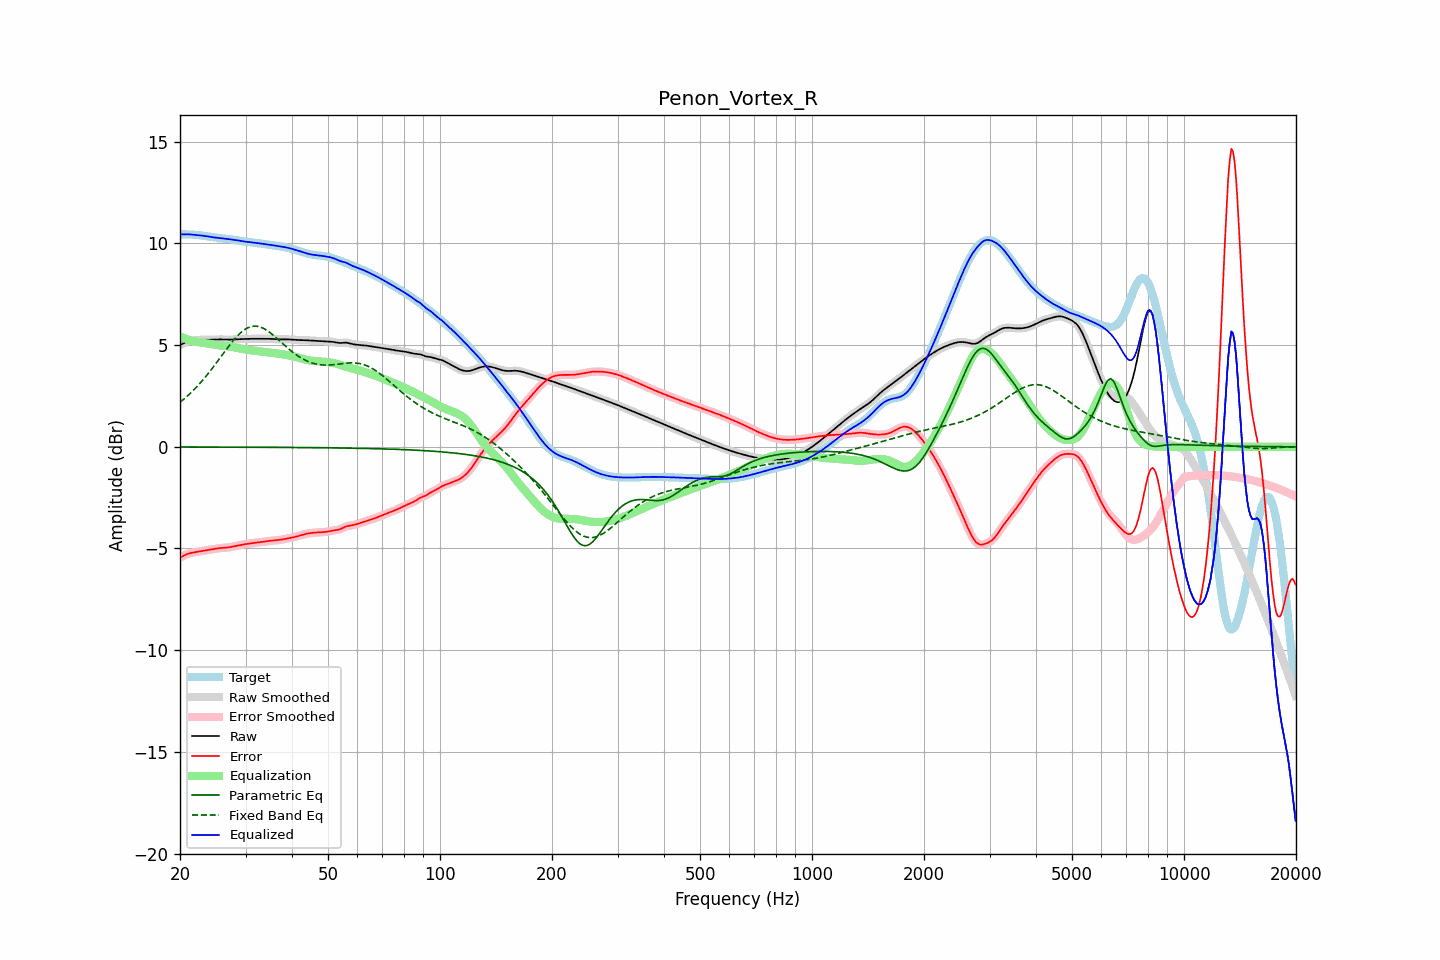 Penon_Vortex_R
Amplitude (dBr)
15
10
5
0
−5
−10
−15
−20
Target
Raw Smoothed
Error Smoothed
Raw
Error
Equalization
Parametric Eq
Fixed Band Eq
Equalized
20 50 100 200 500 1000 2000 5000 10000 20000
Frequency (Hz)